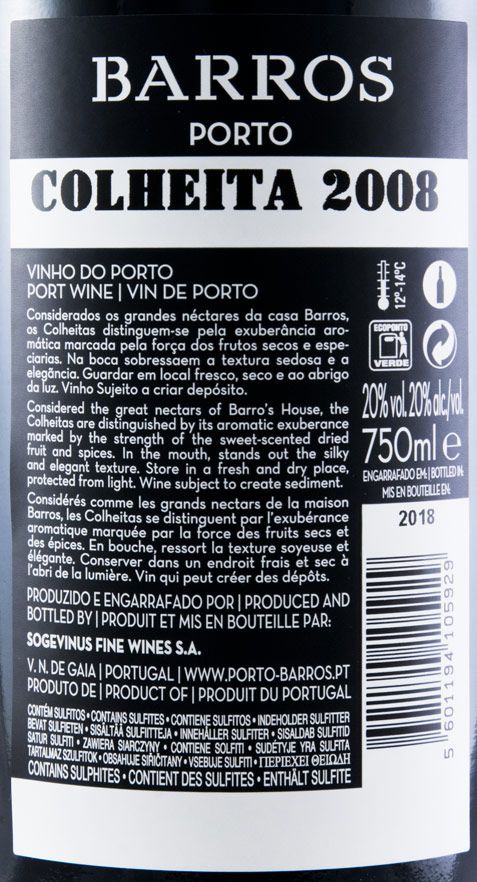 BARROS
PORTO
COLHEITA 2008
VINHO DO PORTO
PORT WINE | VIN DE PORTO
Considerados os grandes néctares da casa Barros,
os Colheitas distinguem-se pela exuberância aro-
mática marcada pela força dos frutos secos e espe-
ciarias. Na boca sobressaem a textura sedosa e a
elegância. Guardar em local fresco, seco e ao abrigo
da luz. Vinho Sujeito a criar depósito.
Considered the great nectars of Barro's House, the
Colheitas are distinguished by its aromatic exuberance
marked by the strength of the sweet-scented dried
fruit and spices. In the mouth, stands out the silky
and elegant texture. Store in a fresh and dry place,
protected from light. Wine subject to create sediment.
Considérés comme les grands nectars de la maison
Barros, les Colheitas se distinguent par l'exubérance
aromatique marquée par la force des fruits secs et
des épices. En bouche, ressort la texture soyeuse et
élégante. Conserver dans un endroit frais et sec à
l'abri de la lumière. Vin qui peut créer des dépôts.
PRODUZIDO E ENGARRAFADO POR | PRODUCED AND
BOTTLED BY | PRODUIT ET MIS EN BOUTEILLE PAR:
SOGEVINUS FINE WINES S.A.
V. N. DE GAIA | PORTUGAL | WWW.PORTO-BARROS.PT
PRODUTO DE | PRODUCT OF | PRODUIT DU PORTUGAL
CONTÉM SULFITOS • CONTAINS SULFITES • CONTIENE SULFITOS • INDEHOLDER SULFITTER
BEVAT SULFIETEN • SISÄLTÄÄ SULFIITTEJA • INNEHÅLLER SULFITER • SISALDAB SULFITID
SATUR SULFITI • ZAWIERA SIARCZYNY • CONTIENE SOLFITI • SUDĖTYJE YRA SULFITA
TARTALMAZ SZULFITOK • OBSAHUJE SIŘIČITANY • VSEBUJE SULFITI • ΠΕΡΙΕΧΕΙ ΘΕΙΩΔΗ
CONTAINS SULPHITES • CONTIENT DES SULFITES • ENTHÄLT SULFITE
12º-14ºC
ECOPONTO
VERDE
20% vol. 20% alc./vol.
750ml e
ENGARRAFADO EM: | BOTTLED IN:
MIS EN BOUTEILLE EN:
2018
5 601194 105929